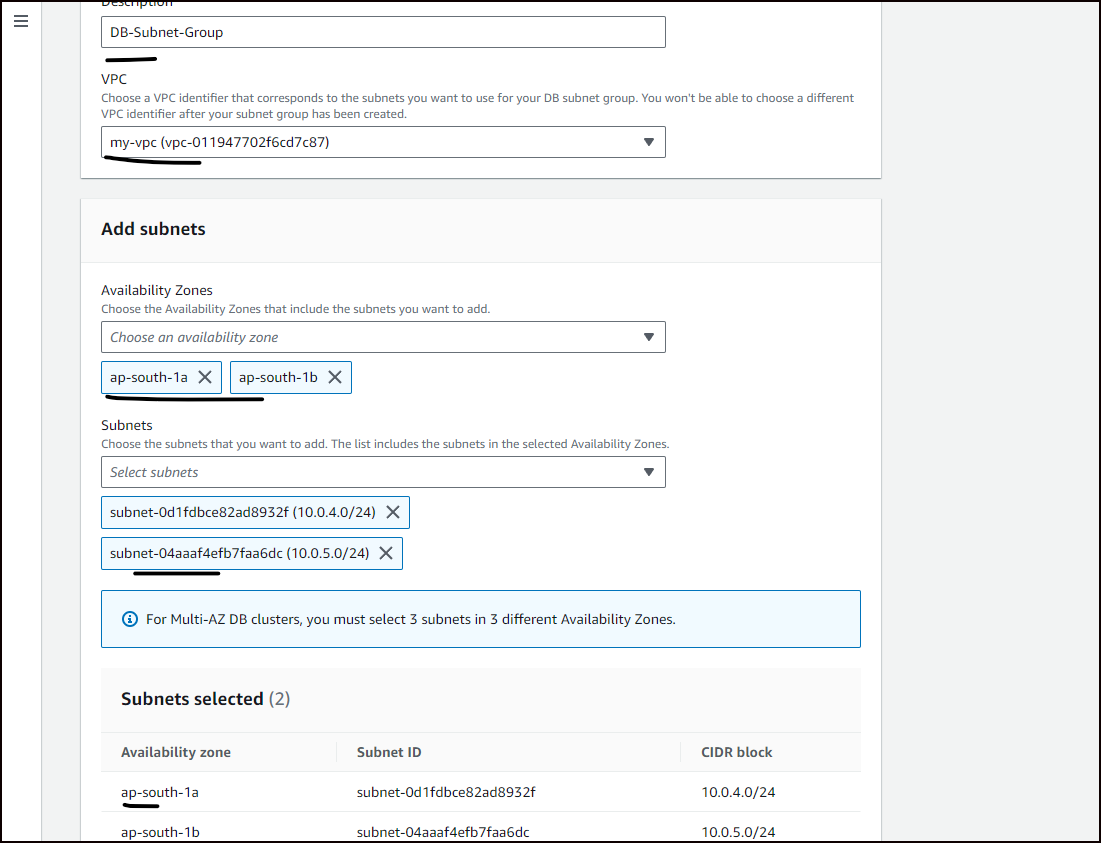 Description
DB-Subnet-Group
VPC
Choose a VPC identifier that corresponds to the subnets you want to use for your DB subnet group. You won't be able to choose a different
VPC identifier after your subnet group has been created.
my-vpc (vpc-011947702f6cd7c87)
Add subnets
Availability Zones
Choose the Availability Zones that include the subnets you want to add.
Choose an availability zone
ap-south-1a ap-south-1b
Subnets
Choose the subnets that you want to add. The list includes the subnets in the selected Availability Zones.
Select subnets
subnet-0d1fdbce82ad8932f (10.0.4.0/24)
subnet-04aaaf4efb7faa6dc (10.0.5.0/24)
For Multi-AZ DB clusters, you must select 3 subnets in 3 different Availability Zones.
Subnets selected (2)
Availability zone Subnet ID CIDR block
ap-south-1a subnet-0d1fdbce82ad8932f 10.0.4.0/24
ap-south-1b subnet-04aaaf4efb7faa6dc 10.0.5.0/24